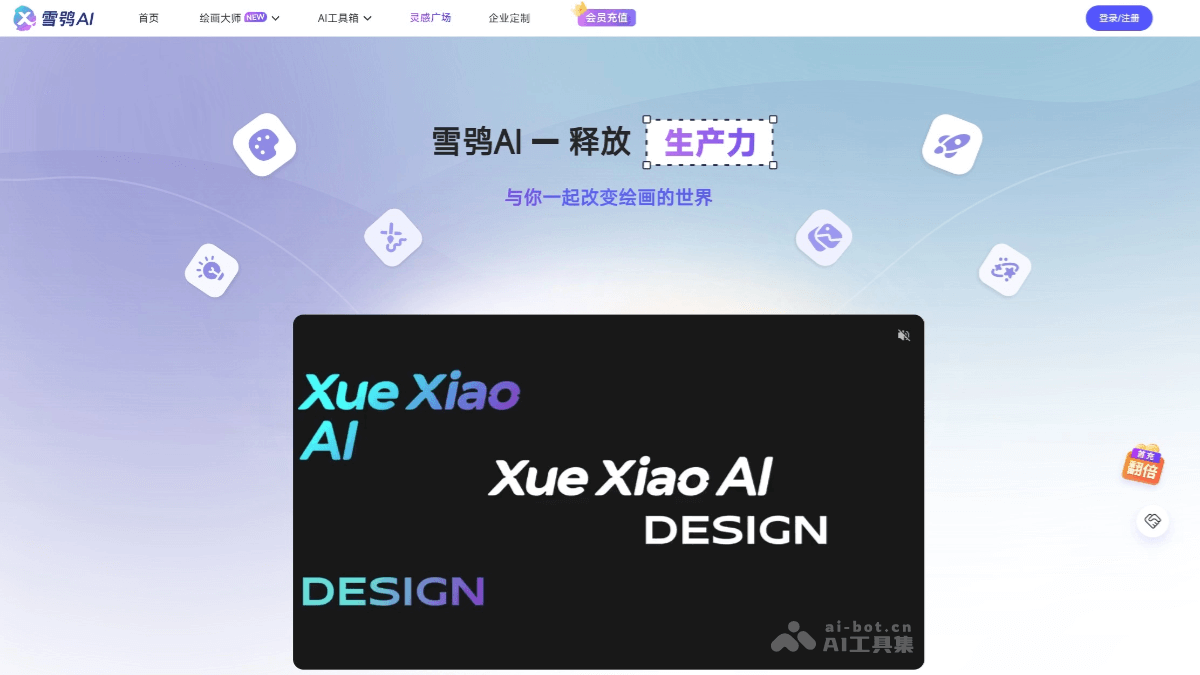 雪鸮AI
首页
绘画大师 NEW
AI工具箱
灵感广场
企业定制
会员充值
登录/注册
雪鸮AI — 释放 生产力
与你一起改变绘画的世界
Xue Xiao
AI
Xue Xiao AI
DESIGN
DESIGN
首充
翻倍
ai-bot.cn
AI工具集